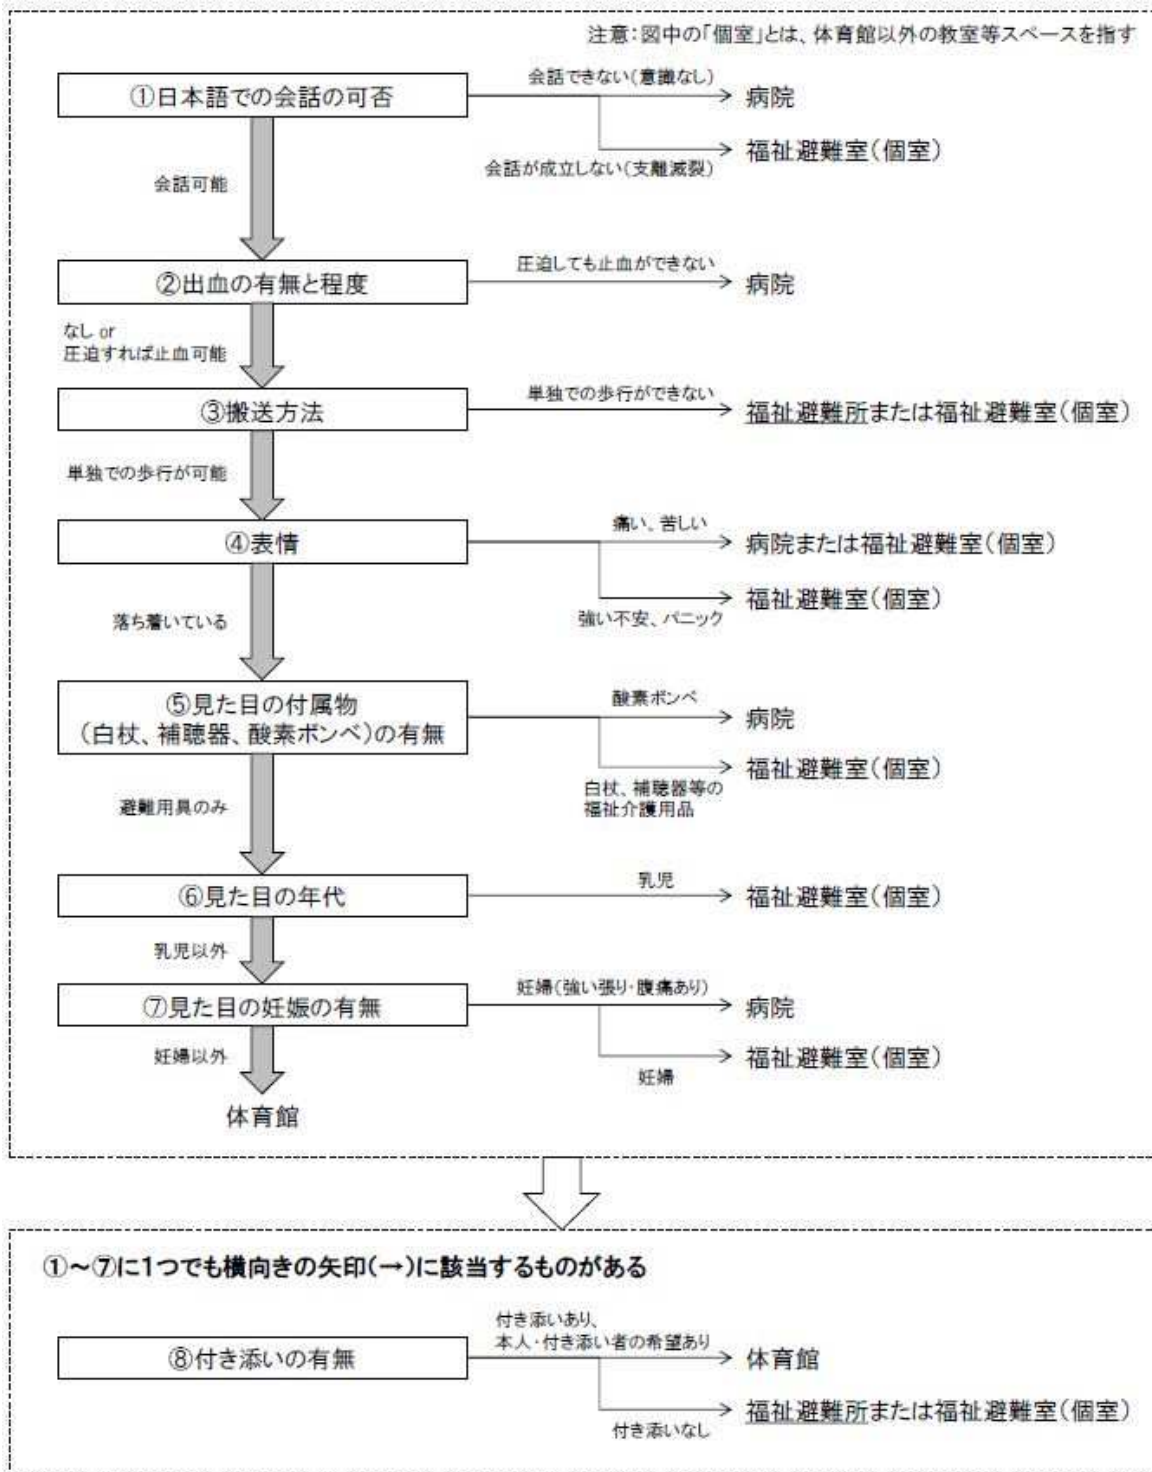 注意：図中の「個室」とは、体育館以外の教室等スペースを指す
①日本語での会話の可否
会話できない（意識なし）
病院
福祉避難室（個室）
会話が成立しない（支離滅裂）
会話可能
②出血の有無と程度
圧迫しても止血ができない
病院
なし or
圧迫すれば止血可能
③搬送方法
単独での歩行ができない
福祉避難所または福祉避難室（個室）
単独での歩行が可能
④表情
痛い、苦しい
病院または福祉避難室（個室）
福祉避難室（個室）
強い不安、パニック
落ち着いている
⑤見た目の付属物
（白杖、補聴器、酸素ボンベ）の有無
酸素ボンベ
病院
福祉避難室（個室）
白杖、補聴器等の
福祉介護用品
避難用具のみ
⑥見た目の年代
乳児
福祉避難室（個室）
乳児以外
⑦見た目の妊娠の有無
妊婦（強い張り・腹痛あり）
病院
福祉避難室（個室）
妊婦
妊婦以外
体育館
①～⑦に1つでも横向きの矢印（→）に該当するものがある
⑧付き添いの有無
付き添いあり、
本人・付き添い者の希望あり
体育館
福祉避難所または福祉避難室（個室）
付き添いなし